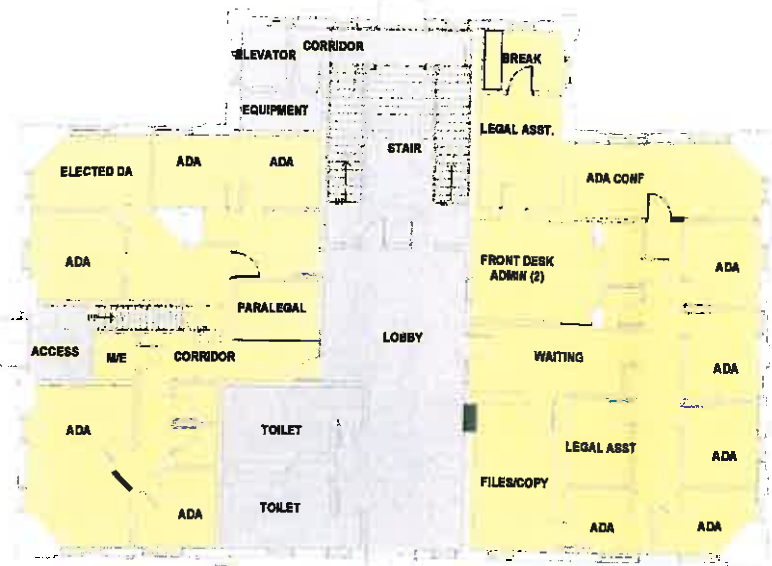 ELEVATOR
CORRIDOR
BREAK
EQUIPMENT
LEGAL ASST.
STAIR
ELECTED DA
ADA
ADA
ADA CONF
ADA
FRONT DESK
ADMIN (2)
ADA
PARALEGAL
LOBBY
ACCESS
M/E
CORRIDOR
WAITING
ADA
ADA
TOILET
LEGAL ASST
ADA
FILES/COPY
ADA
TOILET
ADA
ADA